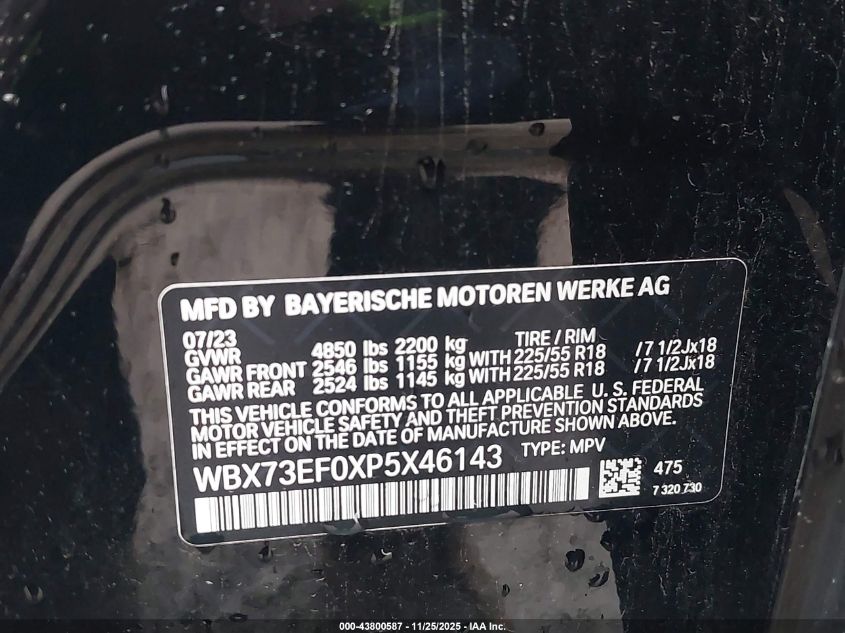 MFD BY BAYERISCHE MOTOREN WERKE AG
07/23 TIRE / RIM
GVWR 4850 lbs 2200 kg
GAWR FRONT 2546 lbs 1155 kg WITH 225/55 R18 /7 1/2Jx18
GAWR REAR 2524 lbs 1145 kg WITH 225/55 R18 /7 1/2Jx18
THIS VEHICLE CONFORMS TO ALL APPLICABLE U. S. FEDERAL
MOTOR VEHICLE SAFETY AND THEFT PREVENTION STANDARDS
IN EFFECT ON THE DATE OF MANUFACTURE SHOWN ABOVE.
WBX73EF0XP5X46143 TYPE: MPV
475
7 320 730
000-43800587 - 11/25/2025 - IAA Inc.